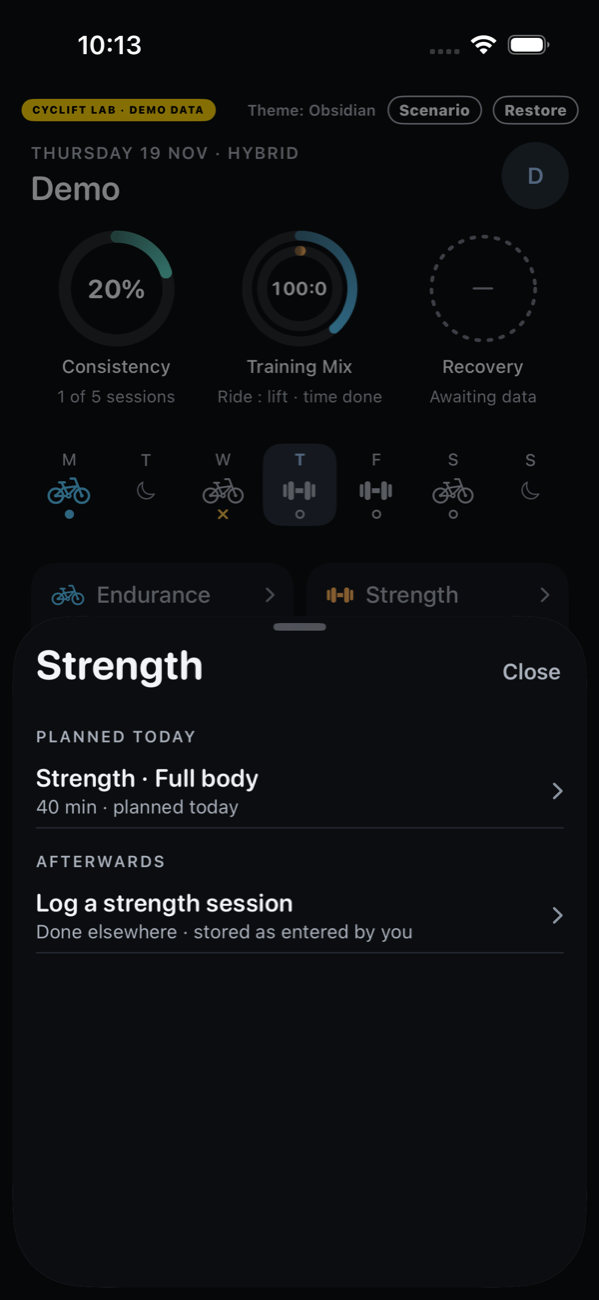 10:13
CYCLIFT LAB · DEMO DATA Theme: Obsidian Scenario Restore
THURSDAY 19 NOV · HYBRID
Demo
D
20% 100:0 —
Consistency Training Mix Recovery
1 of 5 sessions Ride : lift · time done Awaiting data
M T W T F S S
Endurance Strength
Strength Close
PLANNED TODAY
Strength · Full body
40 min · planned today
AFTERWARDS
Log a strength session
Done elsewhere · stored as entered by you